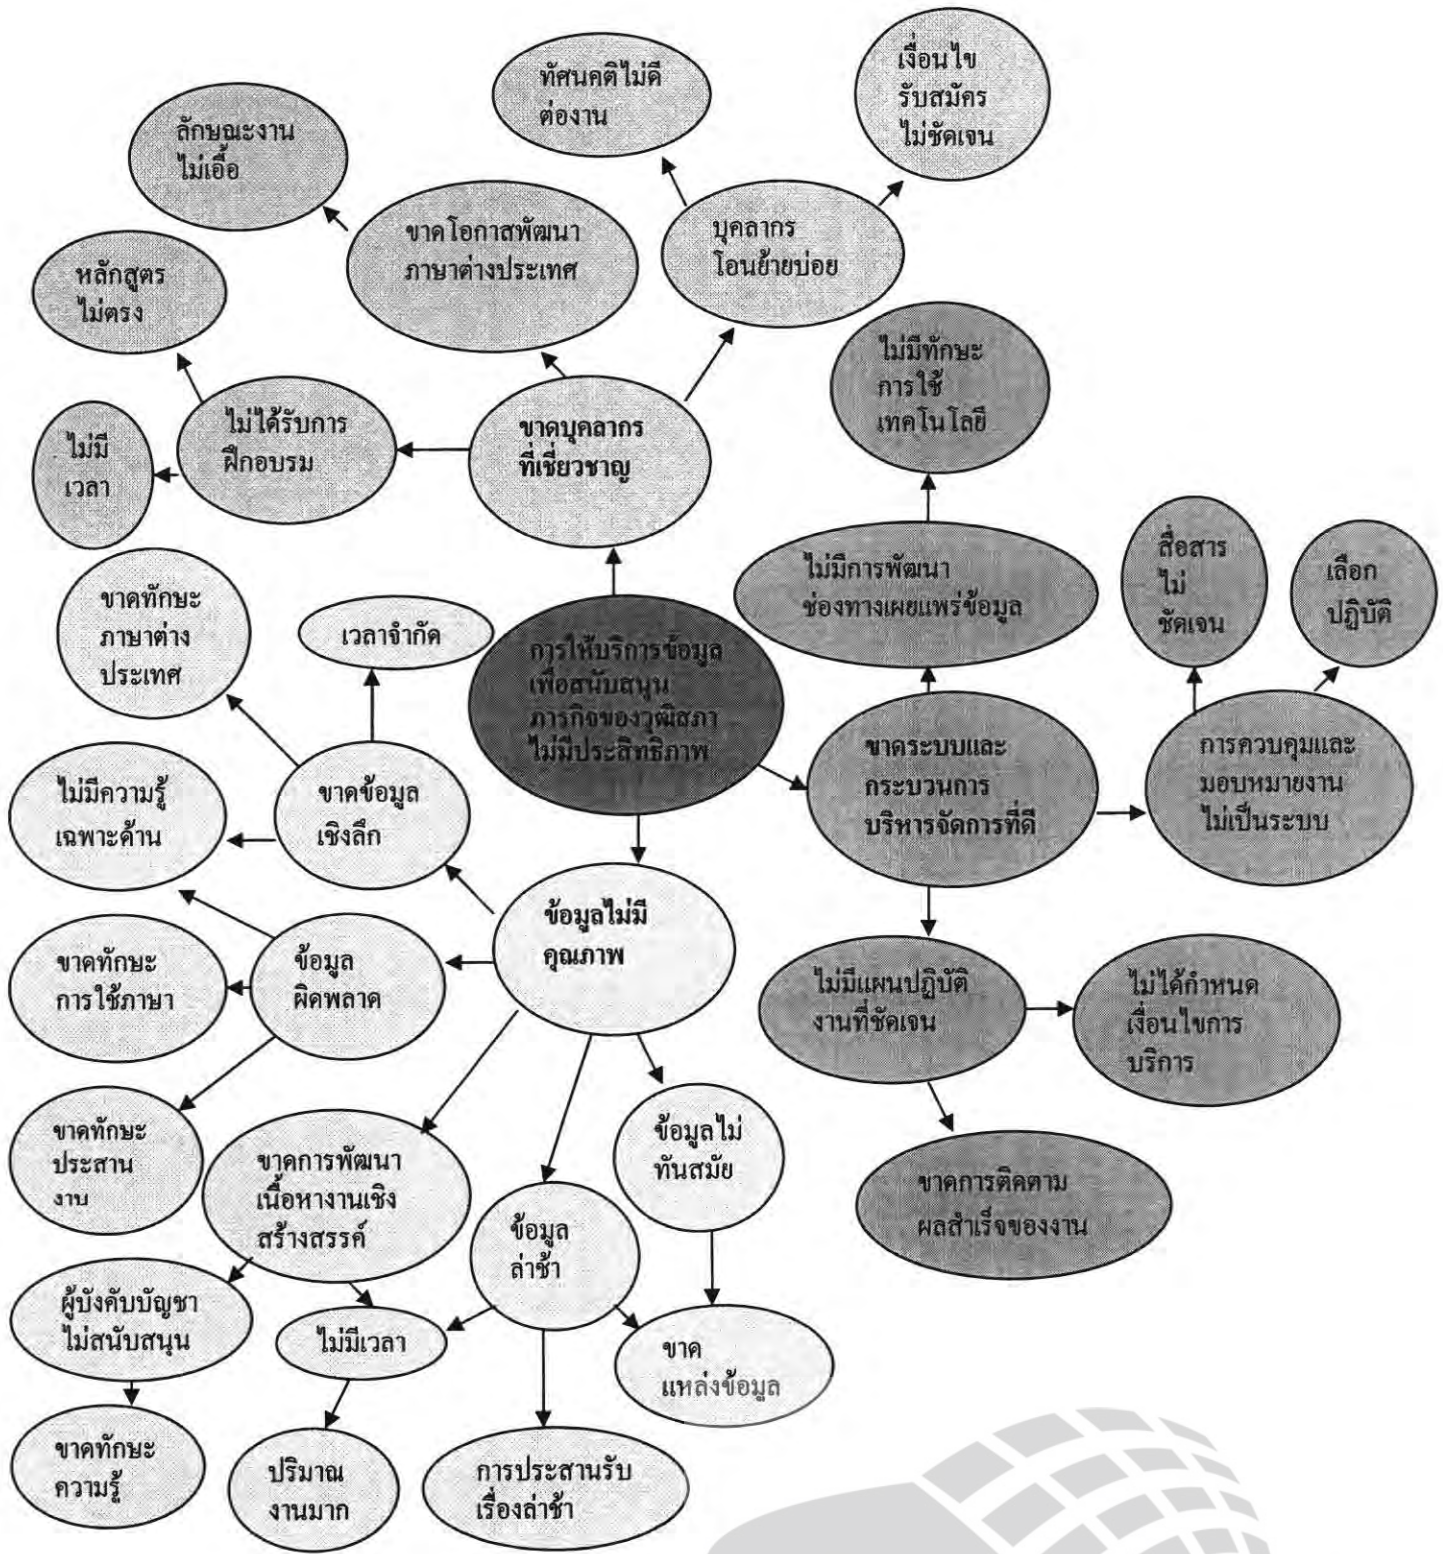 เงื่อนไข
รับสมัคร
ไม่ชัดเจน
ทัศนคติไม่ดี
ต่องาน
ลักษณะงาน
ไม่เอื้อ
ขาดโอกาสพัฒนา
ภาษาต่างประเทศ
บุคลากร
โอนย้ายบ่อย
หลักสูตร
ไม่ตรง
ไม่มีทักษะ
การใช้
เทคโนโลยี
ไม่ได้รับการ
ฝึกอบรม
ขาดบุคลากร
ที่เชี่ยวชาญ
ไม่มี
เวลา
สื่อสาร
ไม่
ชัดเจน
เลือก
ปฏิบัติ
ไม่มีการพัฒนา
ช่องทางเผยแพร่ข้อมูล
ขาดทักษะ
ภาษาต่าง
ประเทศ
เวลาจำกัด
การให้บริการข้อมูล
เพื่อสนับสนุน
ภารกิจของวุฒิสภา
ไม่มีประสิทธิภาพ
ขาดระบบและ
กระบวนการ
บริหารจัดการที่ดี
การควบคุมและ
มอบหมายงาน
ไม่เป็นระบบ
ไม่มีความรู้
เฉพาะด้าน
ขาดข้อมูล
เชิงลึก
ข้อมูลไม่มี
คุณภาพ
ขาดทักษะ
การใช้ภาษา
ข้อมูล
ผิดพลาด
ไม่มีแผนปฏิบัติ
งานที่ชัดเจน
ไม่ได้กำหนด
เงื่อนไขการ
บริการ
ขาดทักษะ
ประสาน
งาน
ขาดการพัฒนา
เนื้อหางานเชิง
สร้างสรรค์
ข้อมูลไม่
ทันสมัย
ขาดการติดตาม
ผลสำเร็จของงาน
ข้อมูล
ล่าช้า
ผู้บังคับบัญชา
ไม่สนับสนุน
ไม่มีเวลา
ขาด
แหล่งข้อมูล
ขาดทักษะ
ความรู้
ปริมาณ
งานมาก
การประสานรับ
เรื่องล่าช้า